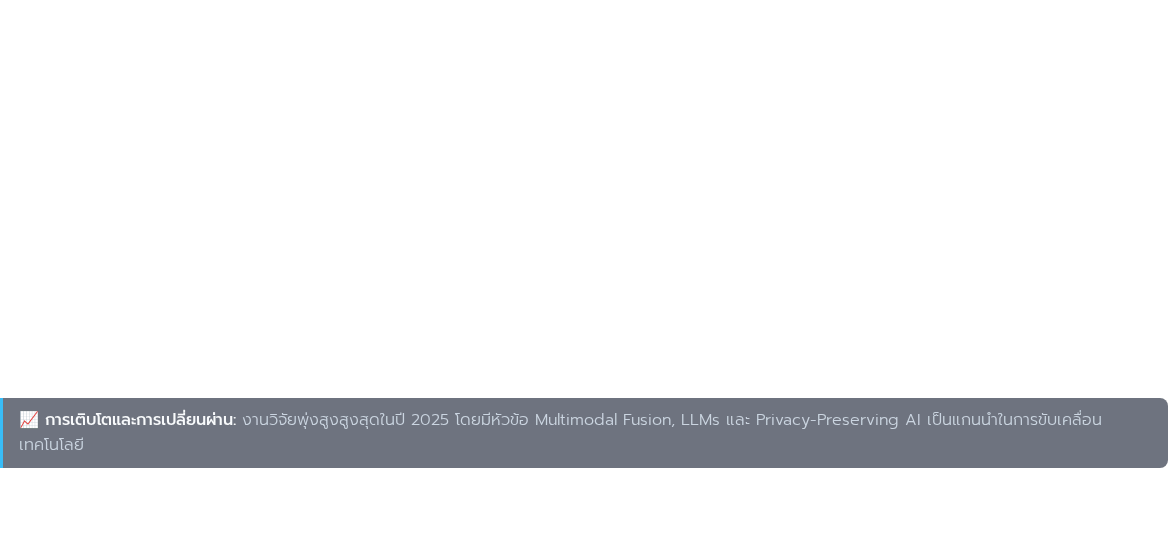 📈 การเติบโตและการเปลี่ยนผ่าน: งานวิจัยพุ่งสูงสูงสุดในปี 2025 โดยมีหัวข้อ Multimodal Fusion, LLMs และ Privacy-Preserving AI เป็นแกนนำในการขับเคลื่อน
เทคโนโลยี